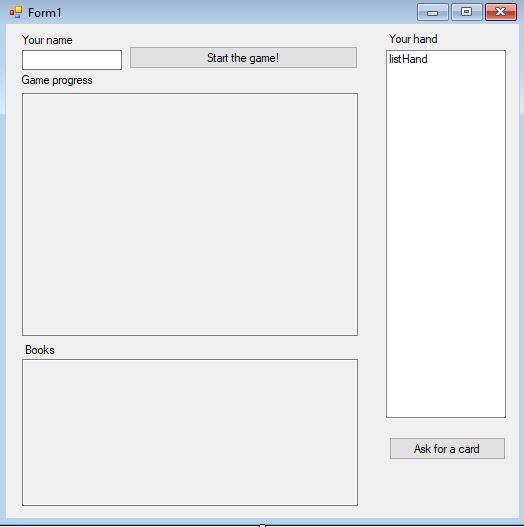 Form1
Your name
Start the game!
Game progress
Books
Your hand
listHand
Ask for a card